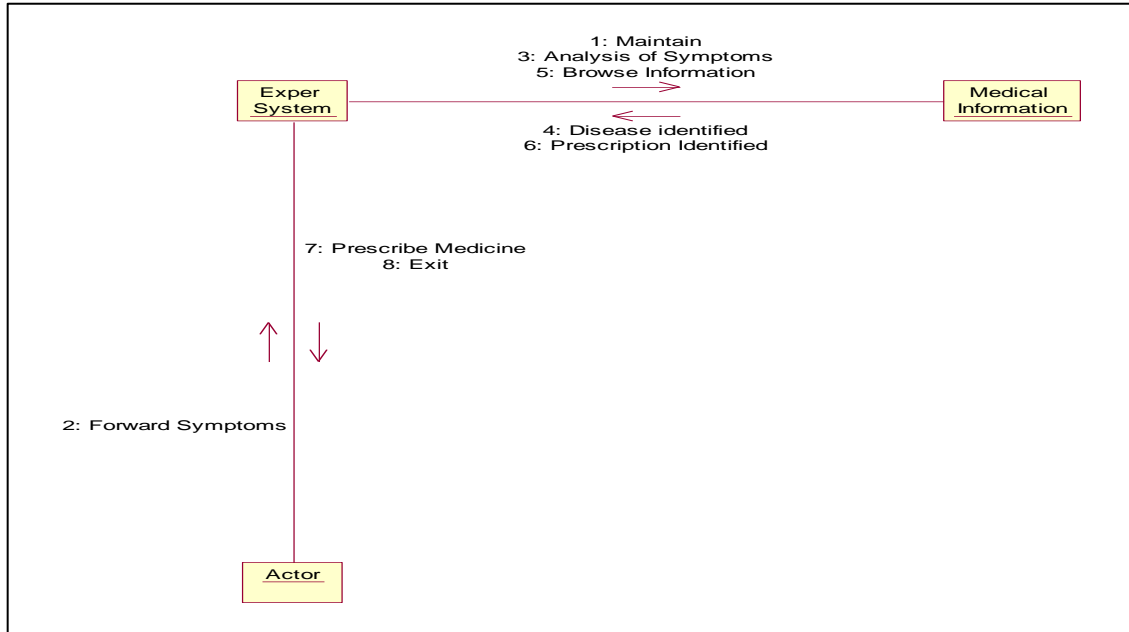 1: Maintain
3: Analysis of Symptoms
5: Browse Information
Exper
System
Medical
Information
4: Disease identified
6: Prescription Identified
7: Prescribe Medicine
8: Exit
2: Forward Symptoms
Actor